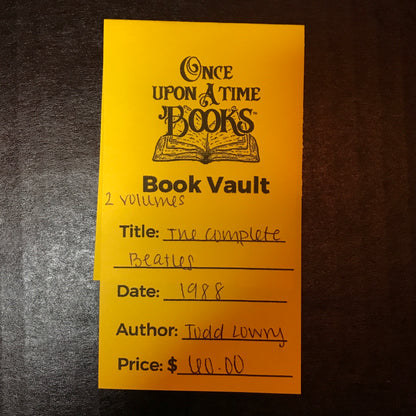 ONCE
UPON A TIME
BOOKS™
Book Vault
2 volumes
Title: The Complete
Beatles
Date: 1988
Author: Todd Lowry
Price: $ 60.00